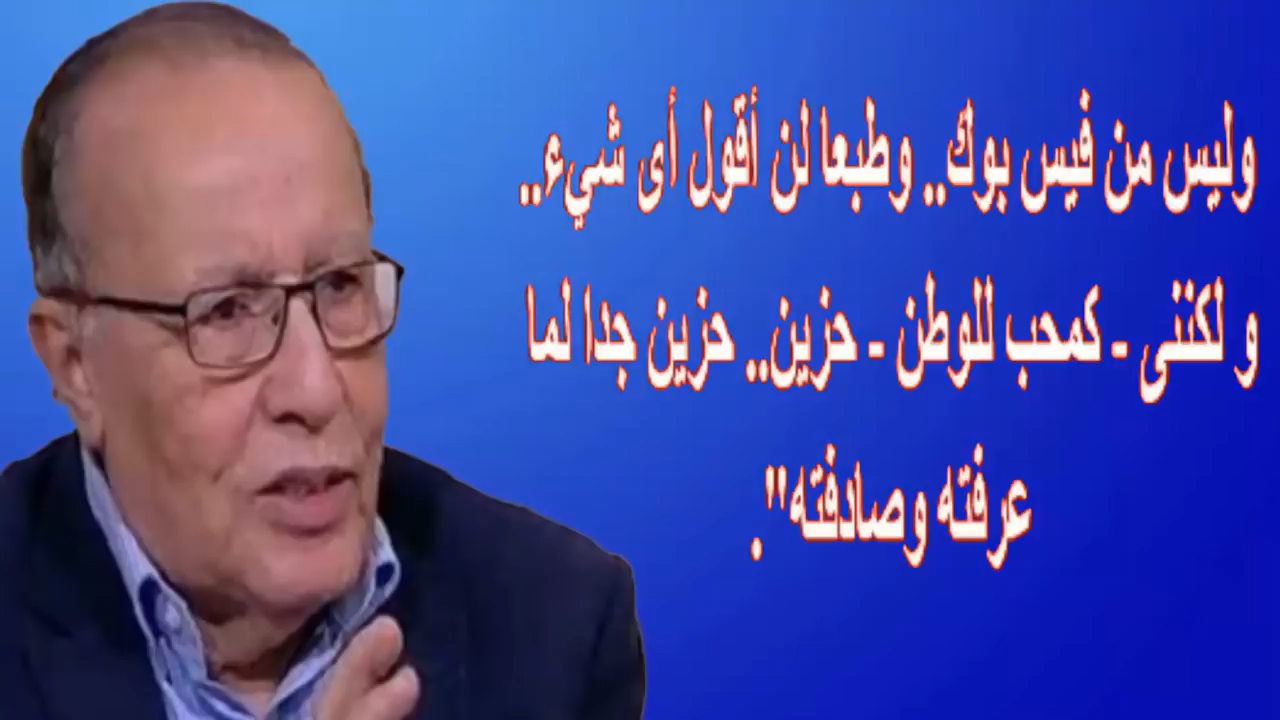 وليس من فيس بوك.. وطبعا لن أقول أى شيء..
و لكننى - كمحب للوطن - حزين.. حزين جدا لما
عرفته وصادفته".